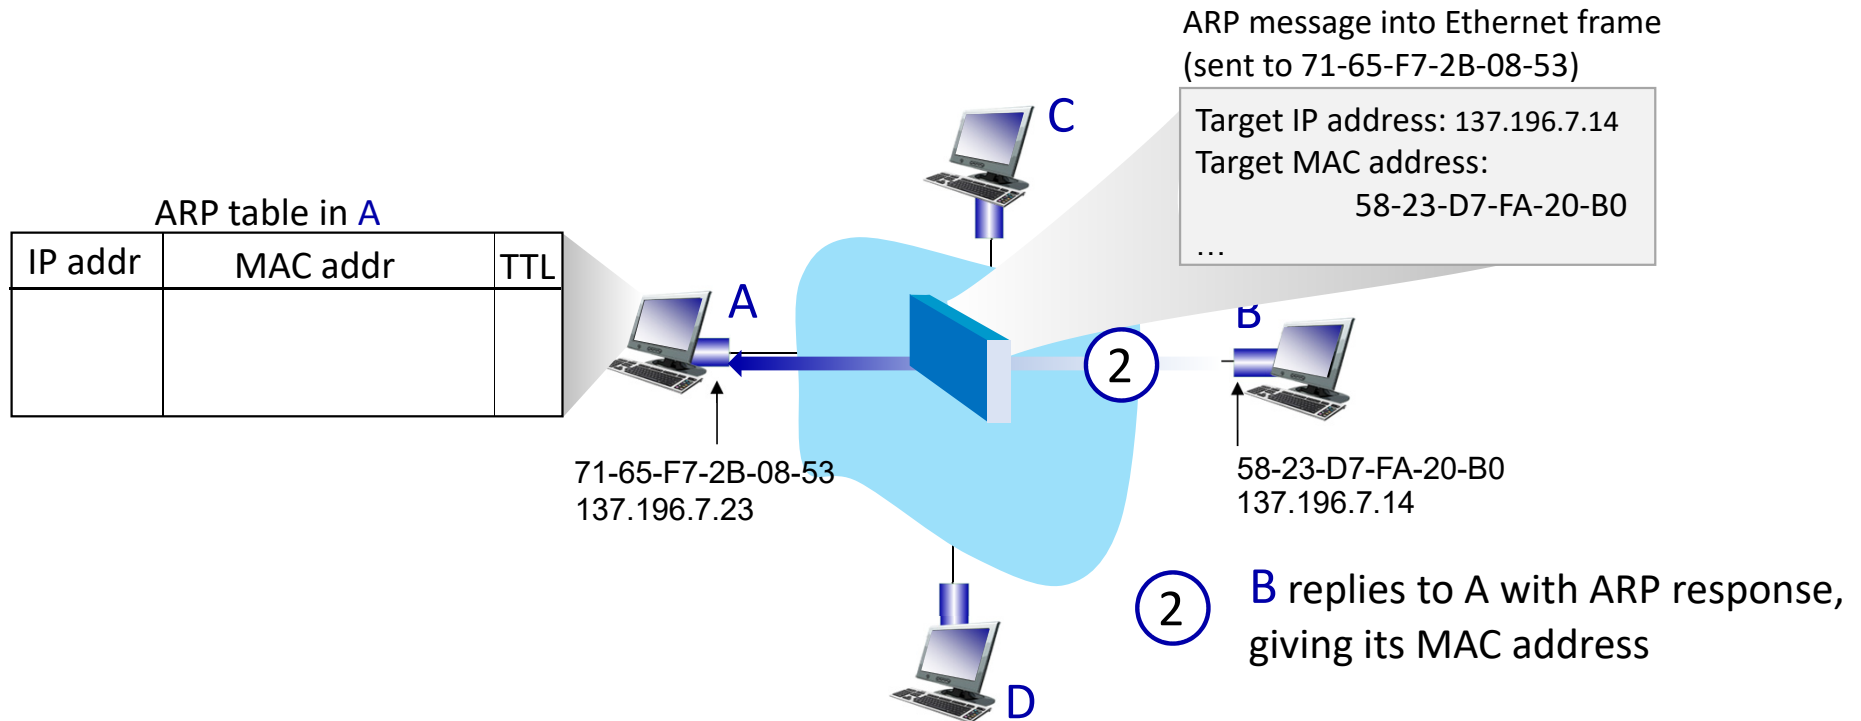 ARP message into Ethernet frame
(sent to 71-65-F7-2B-08-53)
Target IP address: 137.196.7.14
Target MAC address:
58-23-D7-FA-20-B0
…
C
ARP table in A
IP addr MAC addr TTL
A
B
2
71-65-F7-2B-08-53
137.196.7.23
58-23-D7-FA-20-B0
137.196.7.14
2 B replies to A with ARP response,
giving its MAC address
D